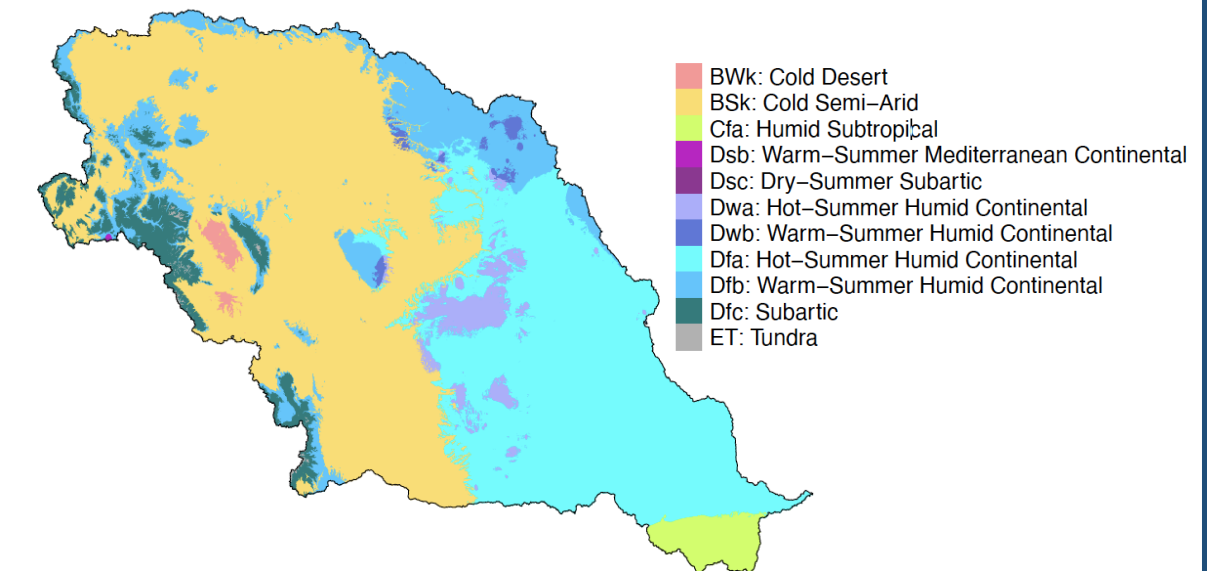 BWk: Cold Desert
BSk: Cold Semi−Arid
Cfa: Humid Subtropical
Dsb: Warm−Summer Mediterranean Continental
Dsc: Dry−Summer Subartic
Dwa: Hot−Summer Humid Continental
Dwb: Warm−Summer Humid Continental
Dfa: Hot−Summer Humid Continental
Dfb: Warm−Summer Humid Continental
Dfc: Subartic
ET: Tundra